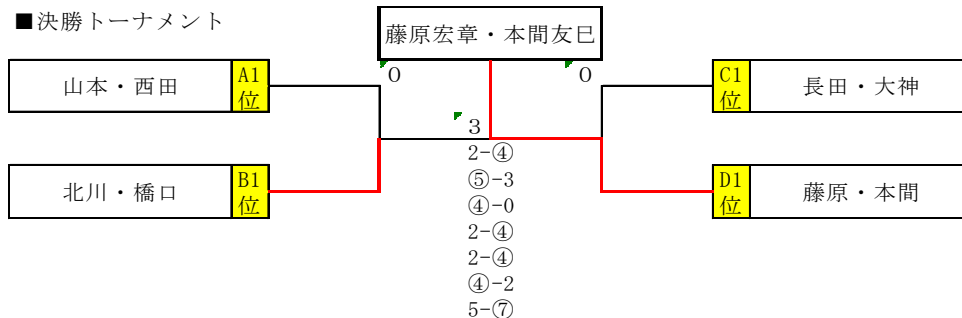 ■決勝トーナメント
藤原宏章・本間友巳
山本・西田
A1位
0
0
C1位
長田・大神
3
2-④
北川・橋口
B1位
⑤-3
D1位
藤原・本間
④-0
2-④
2-④
④-2
5-⑦